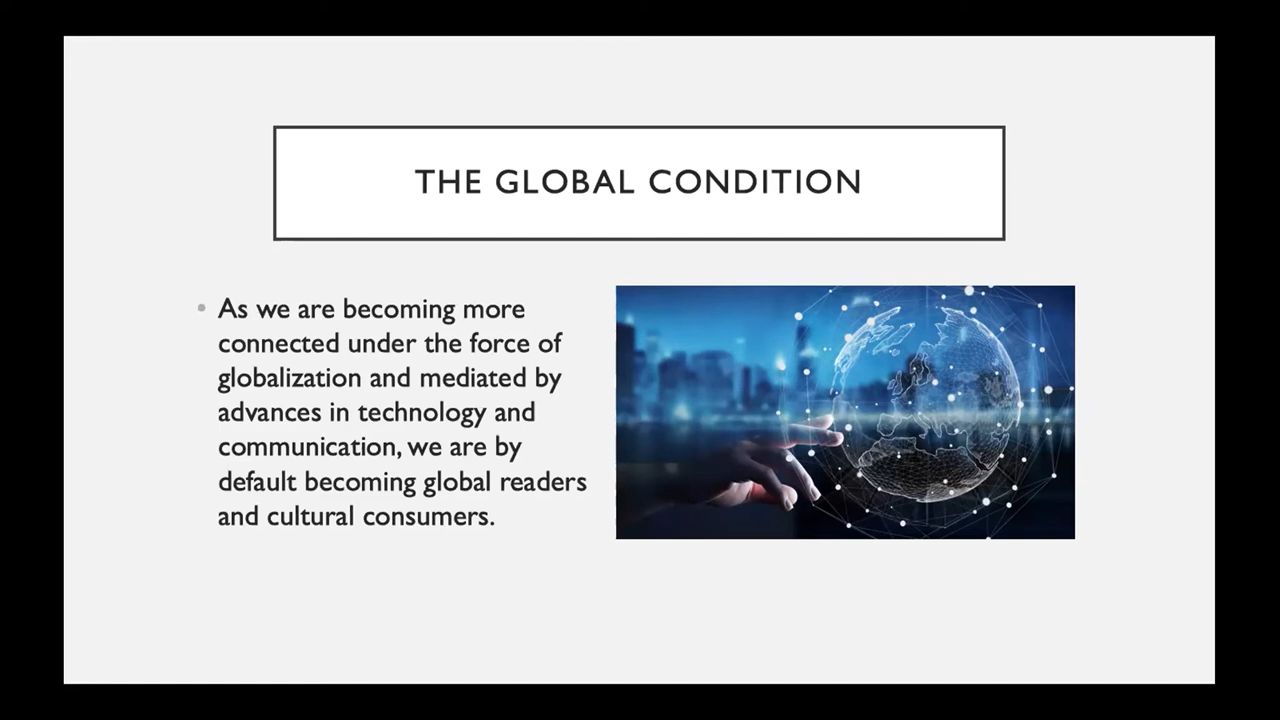 THE GLOBAL CONDITION
• As we are becoming more
connected under the force of
globalization and mediated by
advances in technology and
communication, we are by
default becoming global readers
and cultural consumers.